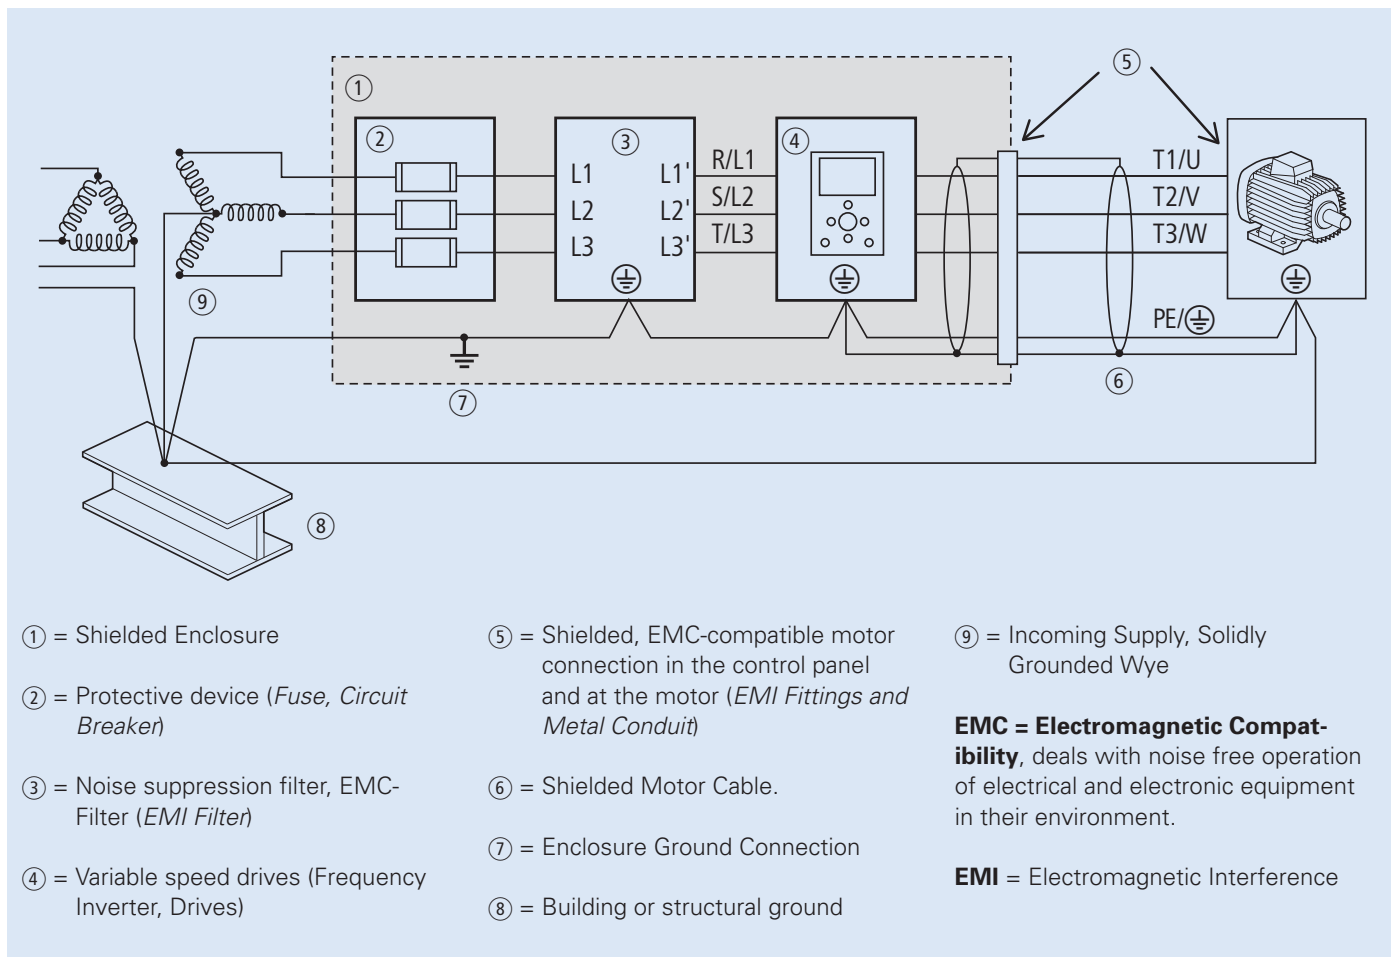 ①
②
③
④
⑤
L1
L2
L3
L1'
L2'
L3'
R/L1
S/L2
T/L3
T1/U
T2/V
T3/W
PE/
⑨
⑦
⑥
⑧
① = Shielded Enclosure
② = Protective device (Fuse, Circuit
Breaker)
③ = Noise suppression filter, EMC-
Filter (EMI Filter)
④ = Variable speed drives (Frequency
Inverter, Drives)
⑤ = Shielded, EMC-compatible motor
connection in the control panel
and at the motor (EMI Fittings and
Metal Conduit)
⑥ = Shielded Motor Cable.
⑦ = Enclosure Ground Connection
⑧ = Building or structural ground
⑨ = Incoming Supply, Solidly
Grounded Wye
EMC = Electromagnetic Compat-
ibility, deals with noise free operation
of electrical and electronic equipment
in their environment.
EMI = Electromagnetic Interference